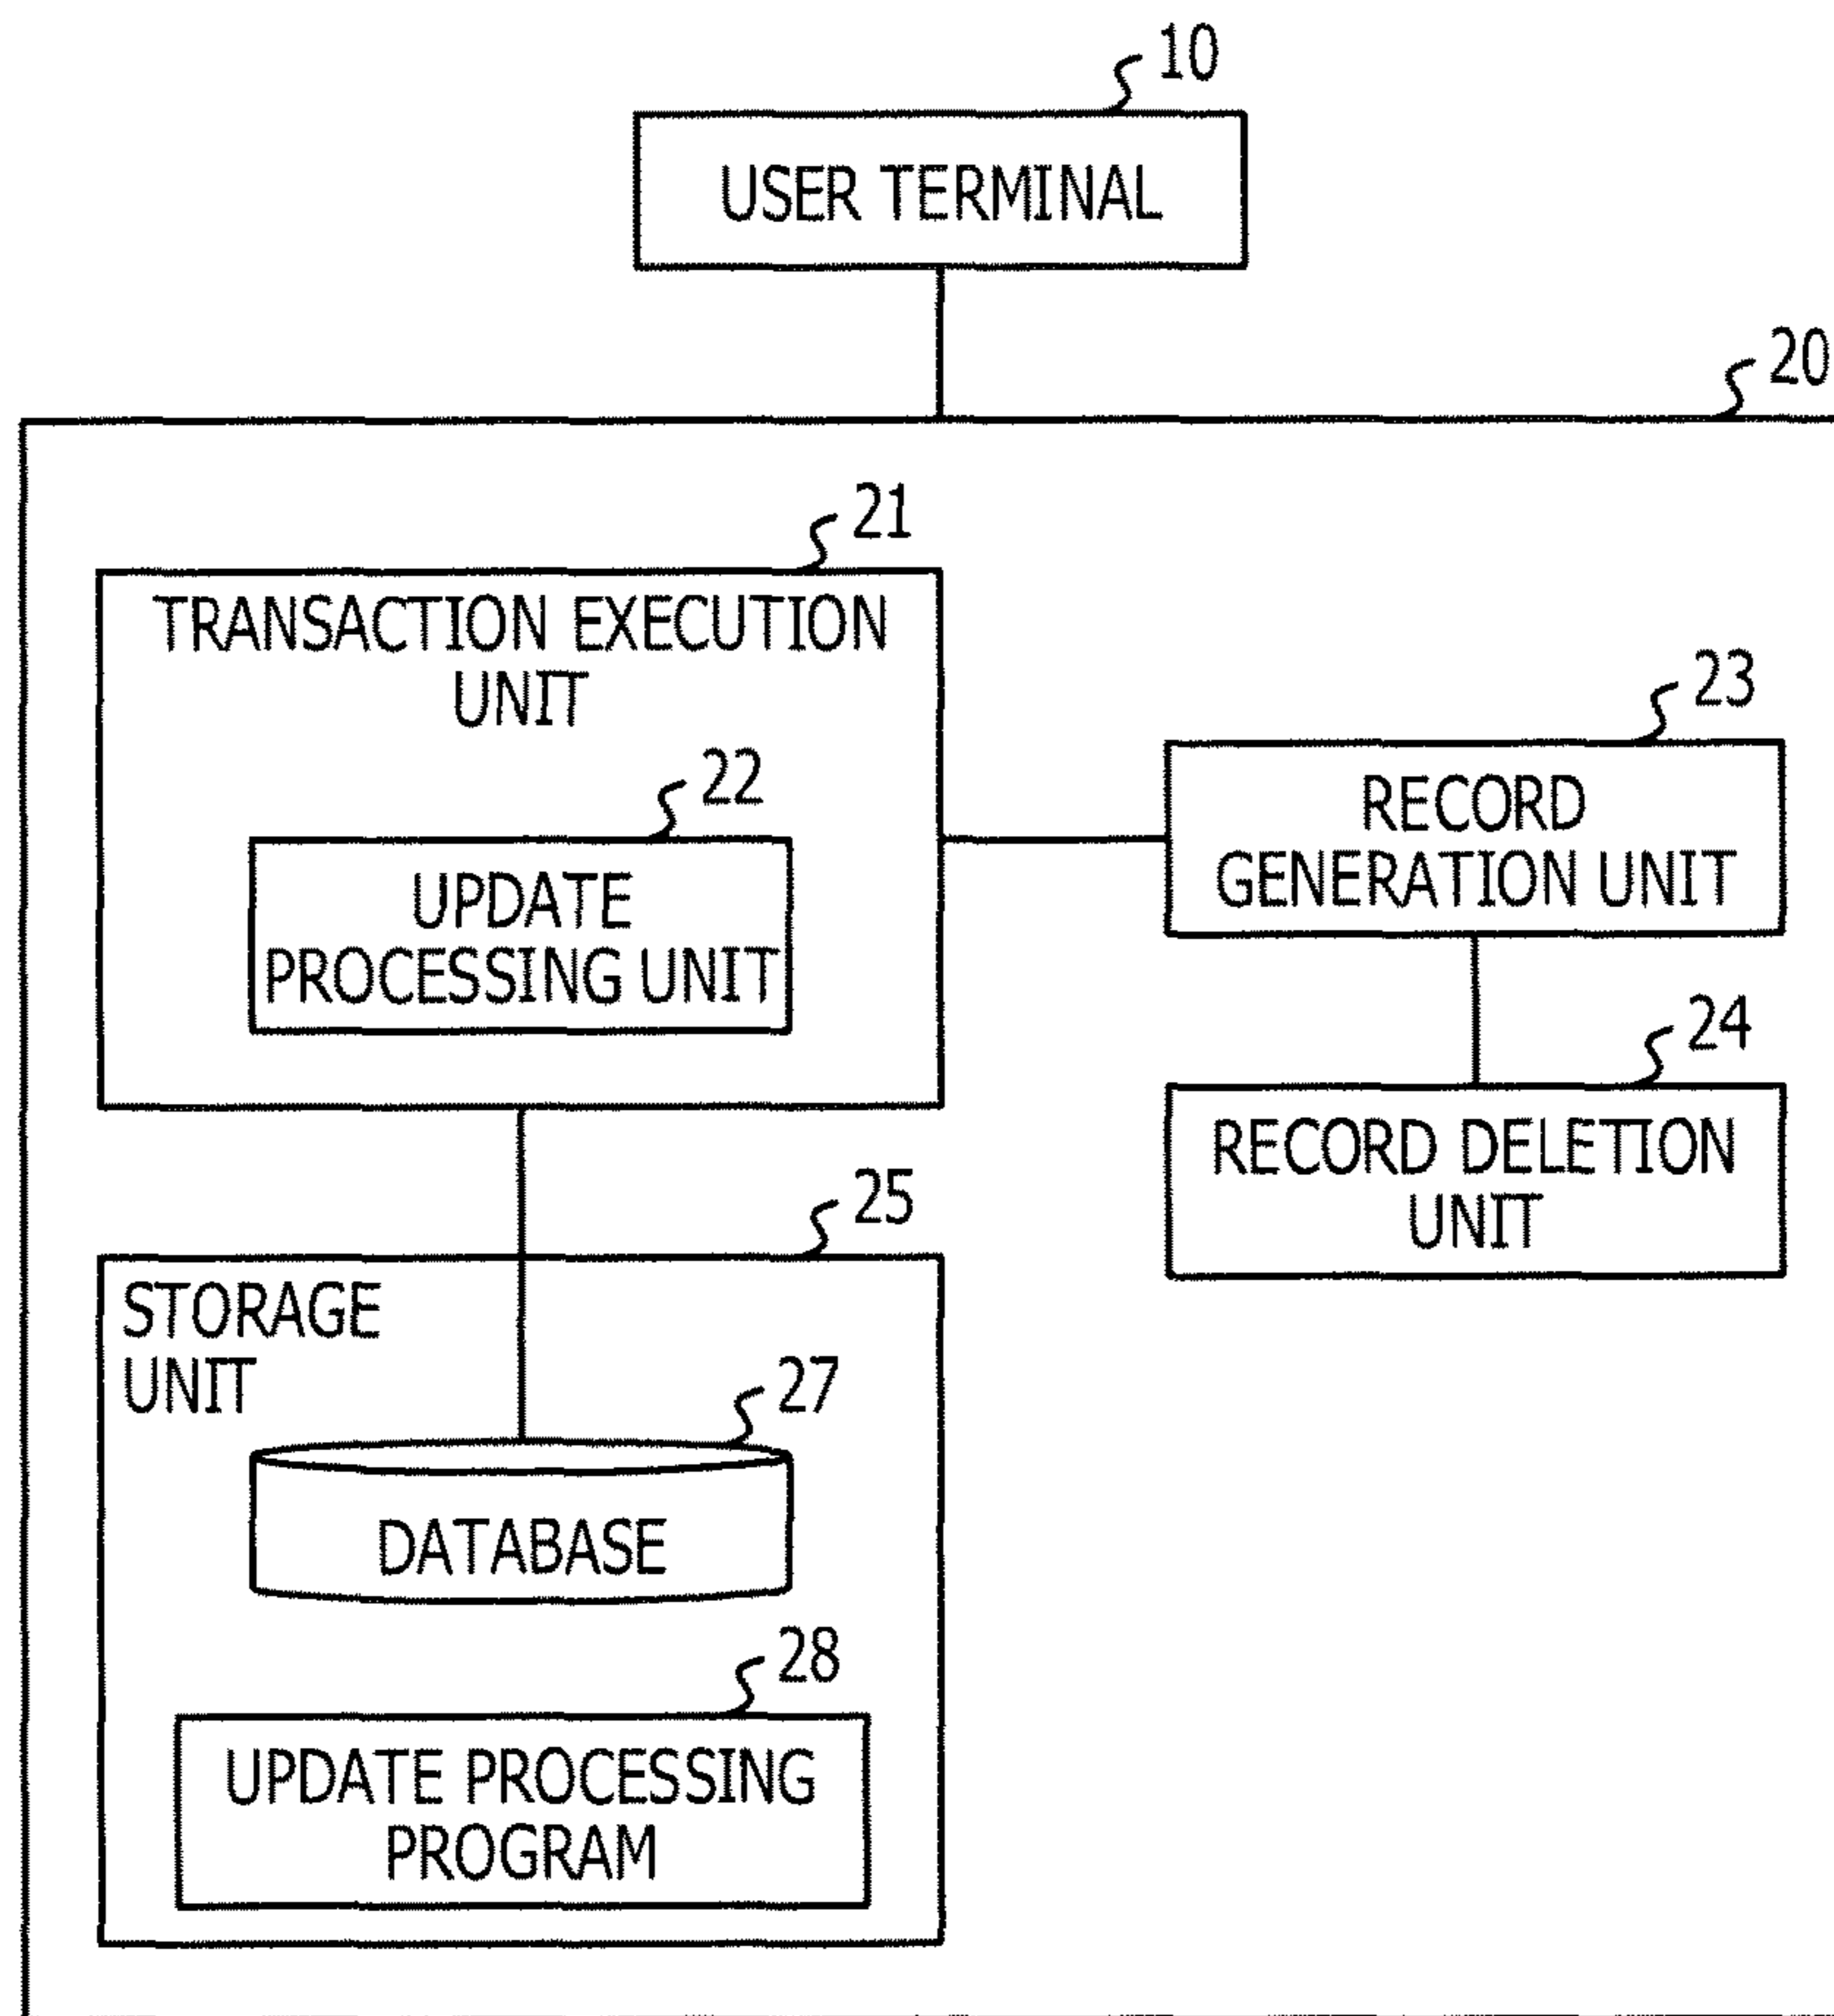 10
USER TERMINAL
20
21
TRANSACTION EXECUTION
UNIT
22
UPDATE
PROCESSING UNIT
23
RECORD
GENERATION UNIT
24
RECORD DELETION
UNIT
25
STORAGE
UNIT
27
DATABASE
28
UPDATE PROCESSING
PROGRAM